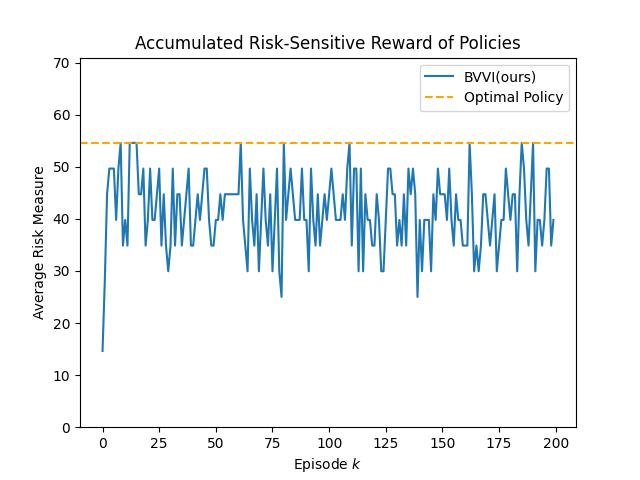 Accumulated Risk-Sensitive Reward of Policies
BVVI(ours)
Optimal Policy
Average Risk Measure
70
60
50
40
30
20
10
0
0 25 50 75 100 125 150 175 200
Episode k